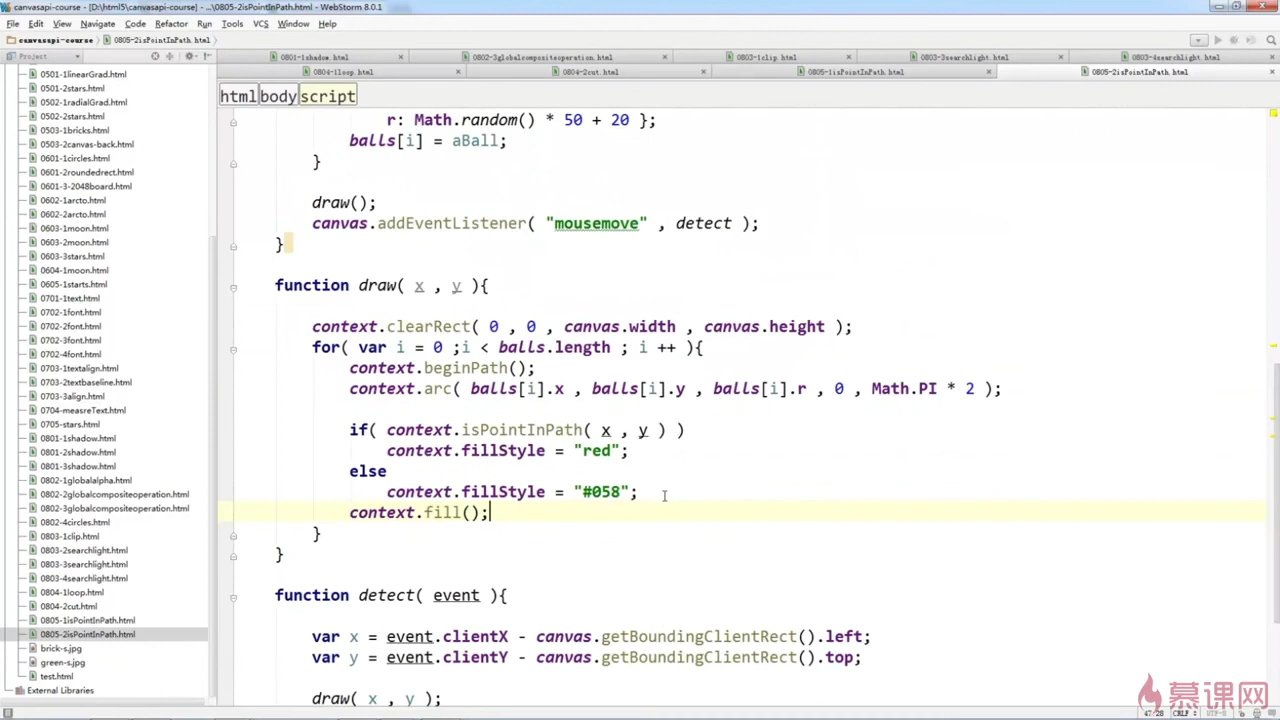 canvasapi-course - [D:\html5\canvasapi-course] - ...\0805-2isPointInPath.html - WebStorm 8.0.1
File Edit View Navigate Code Refactor Run Tools VCS Window Help
canvasapi-course 0805-2isPointInPath.html
Project
0801-1shadow.html 0802-3globalcompositeoperation.html 0803-1clip.html 0803-3searchlight.html 0803-4searchlight.html
0804-1loop.html 0804-2cut.html 0805-1isPointInPath.html 0805-2isPointInPath.html
0501-1linearGrad.html
0501-2stars.html
0502-1radialGrad.html
0502-2stars.html
0503-1bricks.html
0503-2canvas-back.html
0601-1circles.html
0601-2roundedrect.html
0601-3-2048board.html
0602-1arcto.html
0602-2arcto.html
0603-1moon.html
0603-2moon.html
0603-3stars.html
0604-1moon.html
0605-1starts.html
0701-1text.html
0702-1font.html
0702-2font.html
0702-3font.html
0702-4font.html
0703-1textalign.html
0703-2textbaseline.html
0703-3align.html
0704-measreText.html
0705-stars.html
0801-1shadow.html
0801-2shadow.html
0801-3shadow.html
0802-1globalalpha.html
0802-2globalcompositeoperation.html
0802-3globalcompositeoperation.html
0802-4circles.html
0803-1clip.html
0803-2searchlight.html
0803-3searchlight.html
0803-4searchlight.html
0804-1loop.html
0804-2cut.html
0805-1isPointInPath.html
0805-2isPointInPath.html
brick-s.jpg
green-s.jpg
test.html
External Libraries
html body script
r: Math.random() * 50 + 20 };
balls[i] = aBall;
}
draw();
canvas.addEventListener( "mousemove" , detect );
}
function draw( x , y ){
context.clearRect( 0 , 0 , canvas.width , canvas.height );
for( var i = 0 ;i < balls.length ; i ++ ){
context.beginPath();
context.arc( balls[i].x , balls[i].y , balls[i].r , 0 , Math.PI * 2 );
if( context.isPointInPath( x , y ) )
context.fillStyle = "red";
else
context.fillStyle = "#058";
context.fill();
}
}
function detect( event ){
var x = event.clientX - canvas.getBoundingClientRect().left;
var y = event.clientY - canvas.getBoundingClientRect().top;
draw( x , y );
慕课网
47:28 CRLF UTF-8